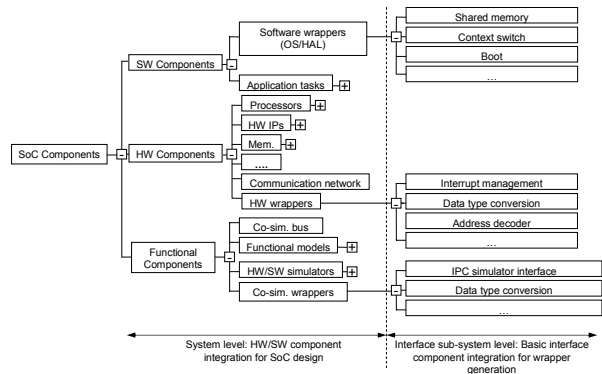 SoC Components
SW Components
Software wrappers
(OS/HAL)
Shared memory
Context switch
Boot
…
Application tasks
HW Components
Processors
HW IPs
Mem.
....
Communication network
HW wrappers
Interrupt management
Data type conversion
Address decoder
…
Functional
Components
Co-sim. bus
Functional models
HW/SW simulators
Co-sim. wrappers
IPC simulator interface
Data type conversion
…
System level: HW/SW component
integration for SoC design
Interface sub-system level: Basic interface
component integration for wrapper
generation